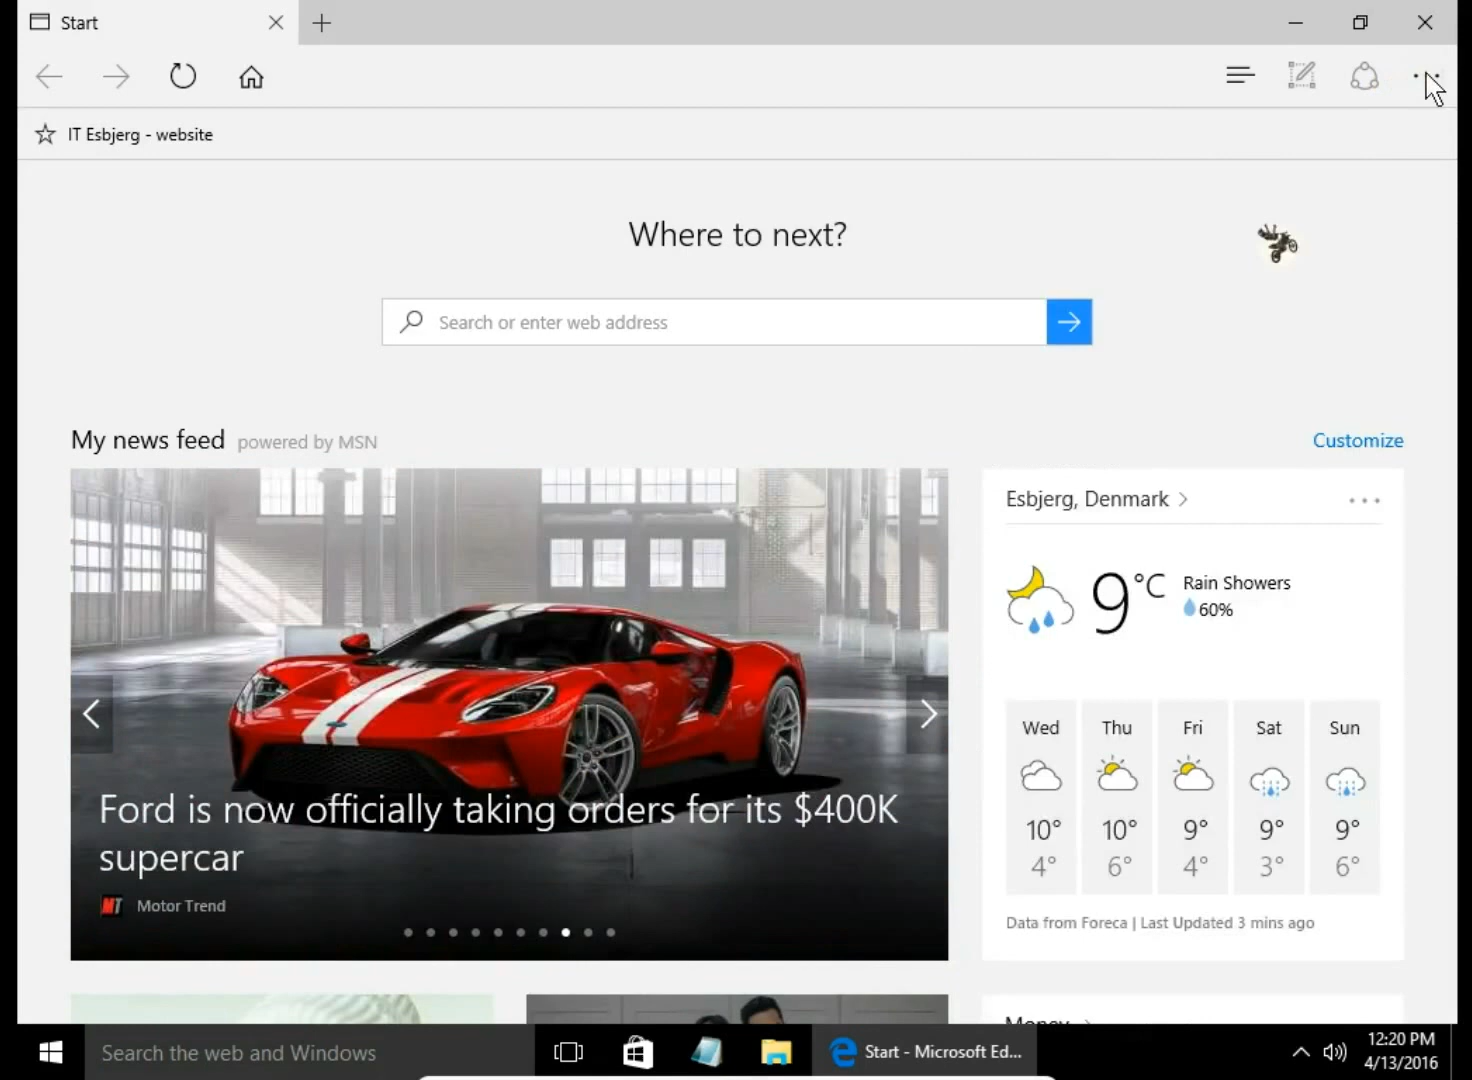 Start
IT Esbjerg - website
Where to next?
Search or enter web address
My news feed powered by MSN
Customize
Ford is now officially taking orders for its $400K
supercar
MT Motor Trend
Esbjerg, Denmark
9°C
Rain Showers
60%
Wed Thu Fri Sat Sun
10° 10° 9° 9° 9°
4° 6° 4° 3° 6°
Data from Foreca | Last Updated 3 mins ago
Money
Search the web and Windows
Start - Microsoft Ed...
12:20 PM
4/13/2016